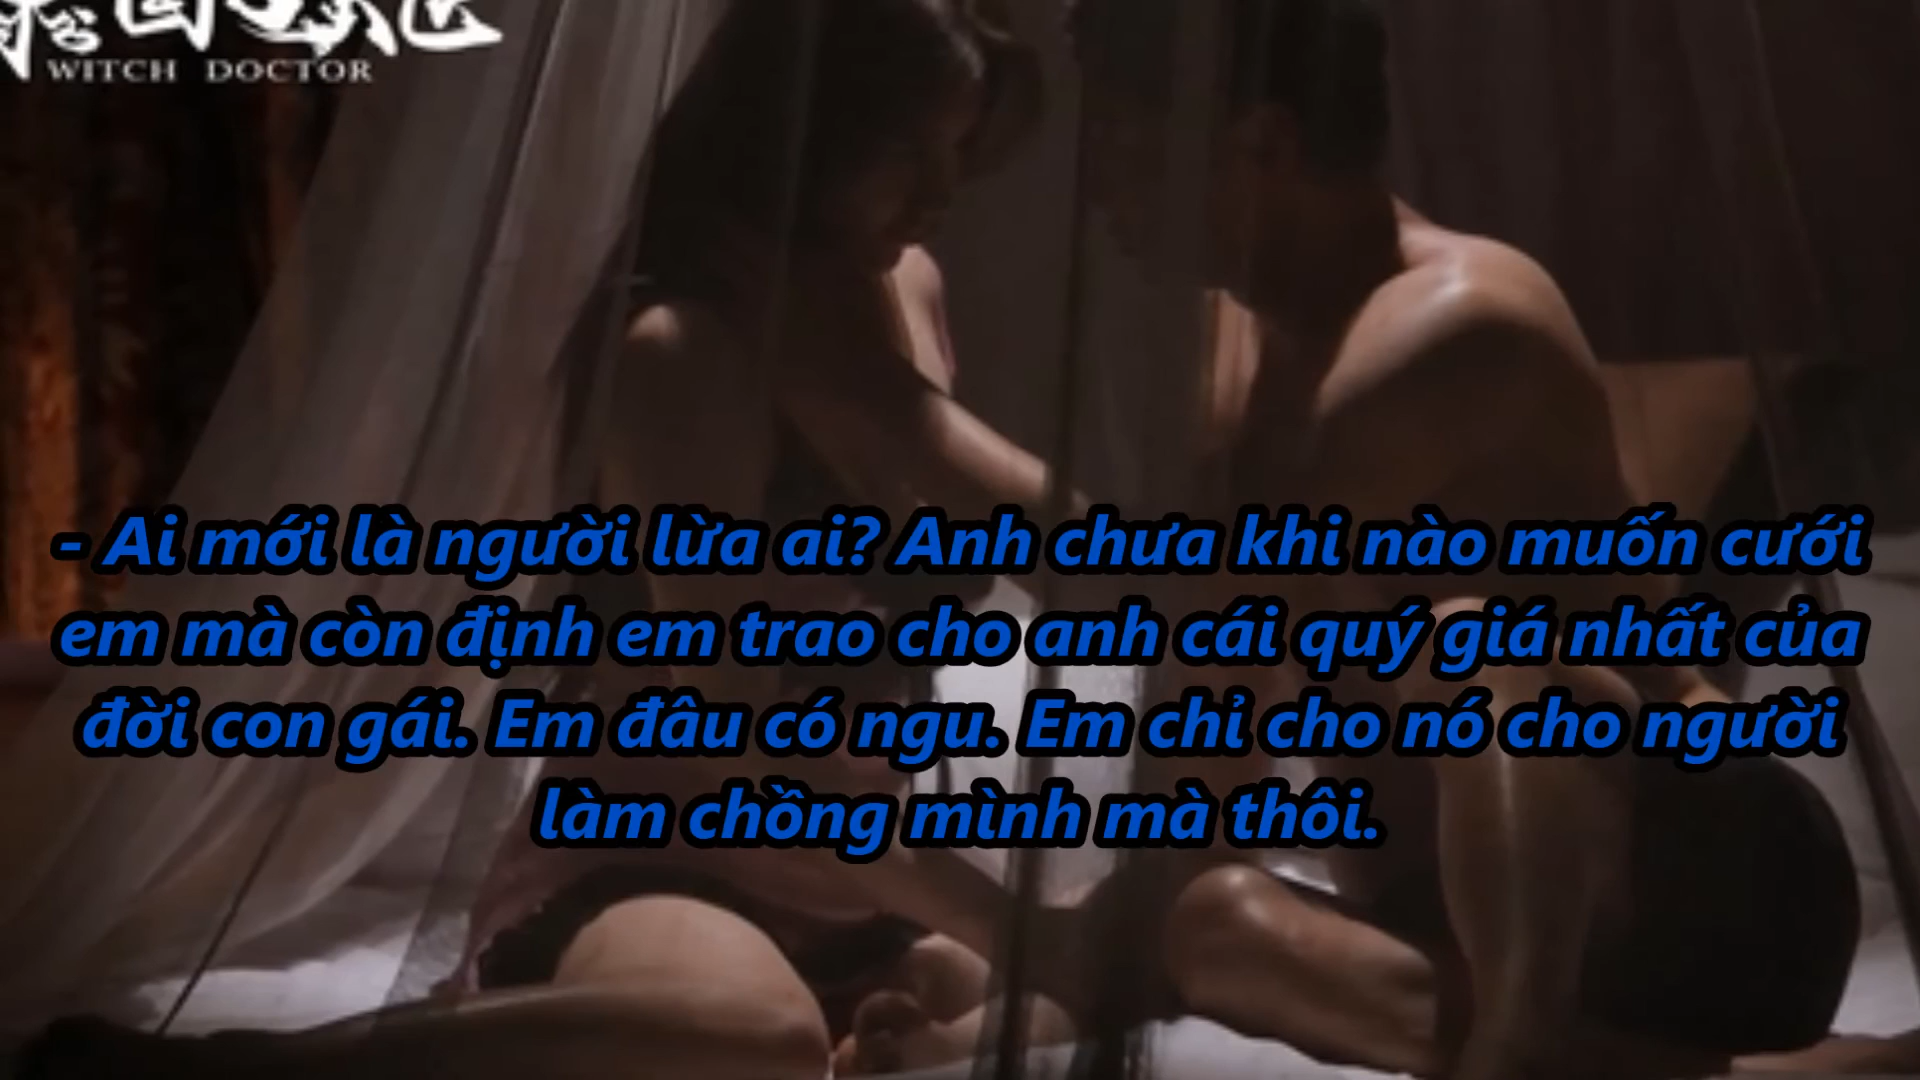 WITCH DOCTOR
- Ai mới là người lừa ai? Anh chưa khi nào muốn cưới
em mà còn định em trao cho anh cái quý giá nhất của
đời con gái. Em đâu có ngu. Em chỉ cho nó cho người
làm chồng mình mà thôi.